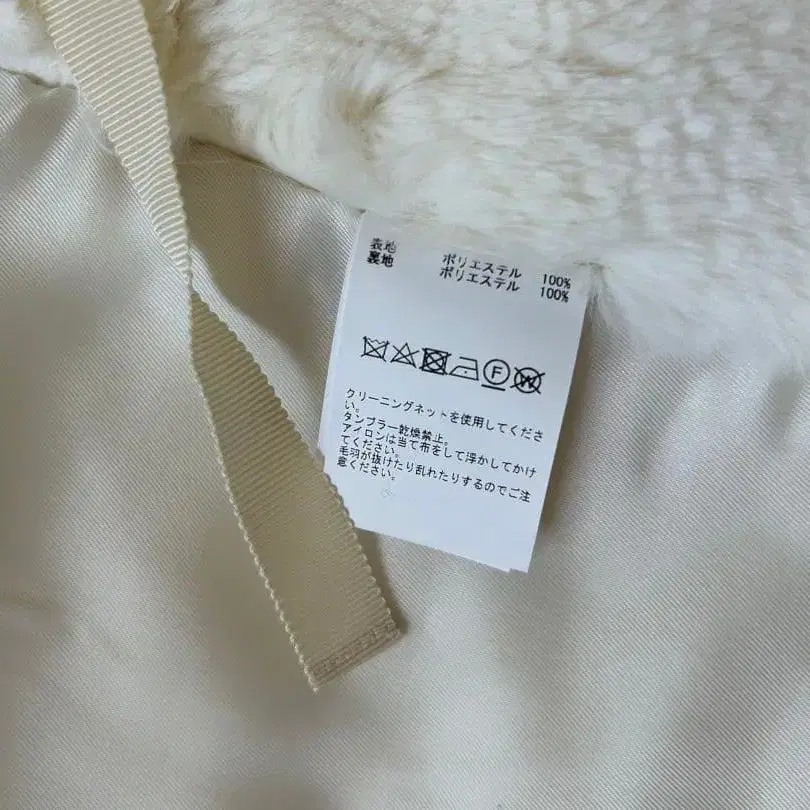 表地 ポリエステル 100%
裏地 ポリエステル 100%
F W
クリーニングネットを使用してくださ
い。
タンブラー乾燥禁止。
アイロンは当て布をして浮かしてかけ
てください。
毛羽が抜けたり乱れたりするのでご注
意ください。